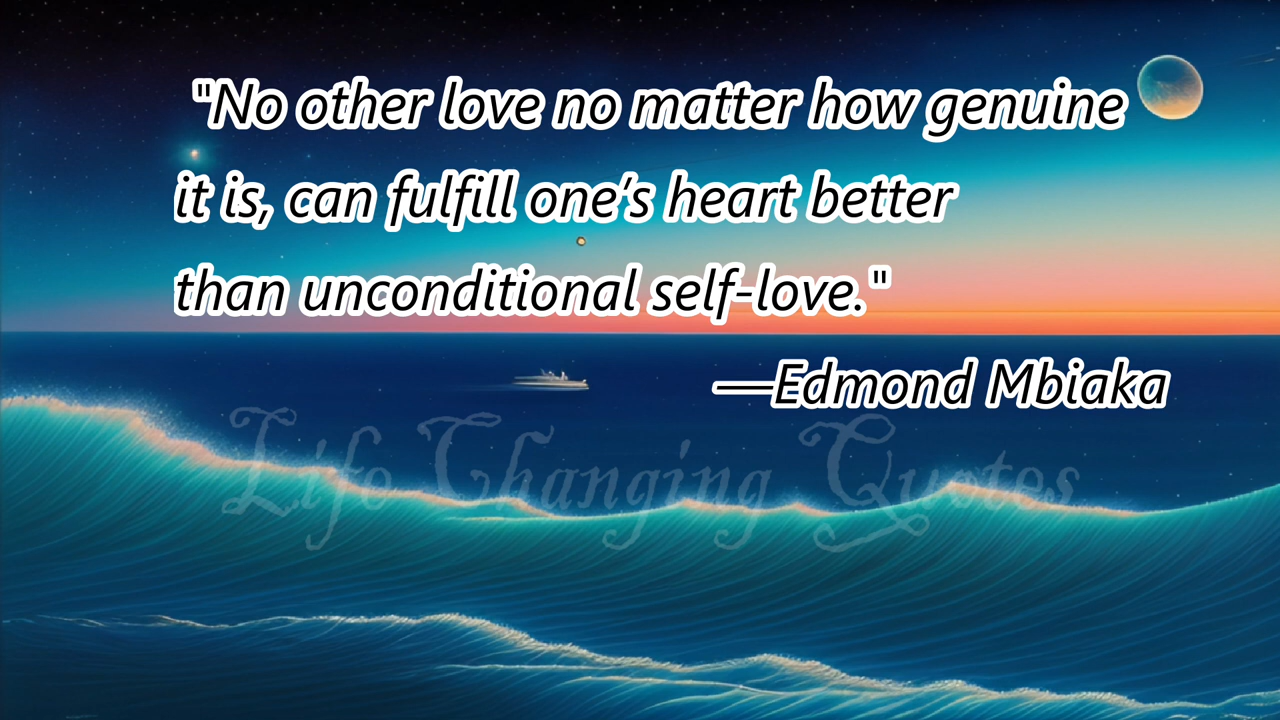 "No other love no matter how genuine
it is, can fulfill one’s heart better
than unconditional self-love."
—Edmond Mbiaka
Life Changing Quotes